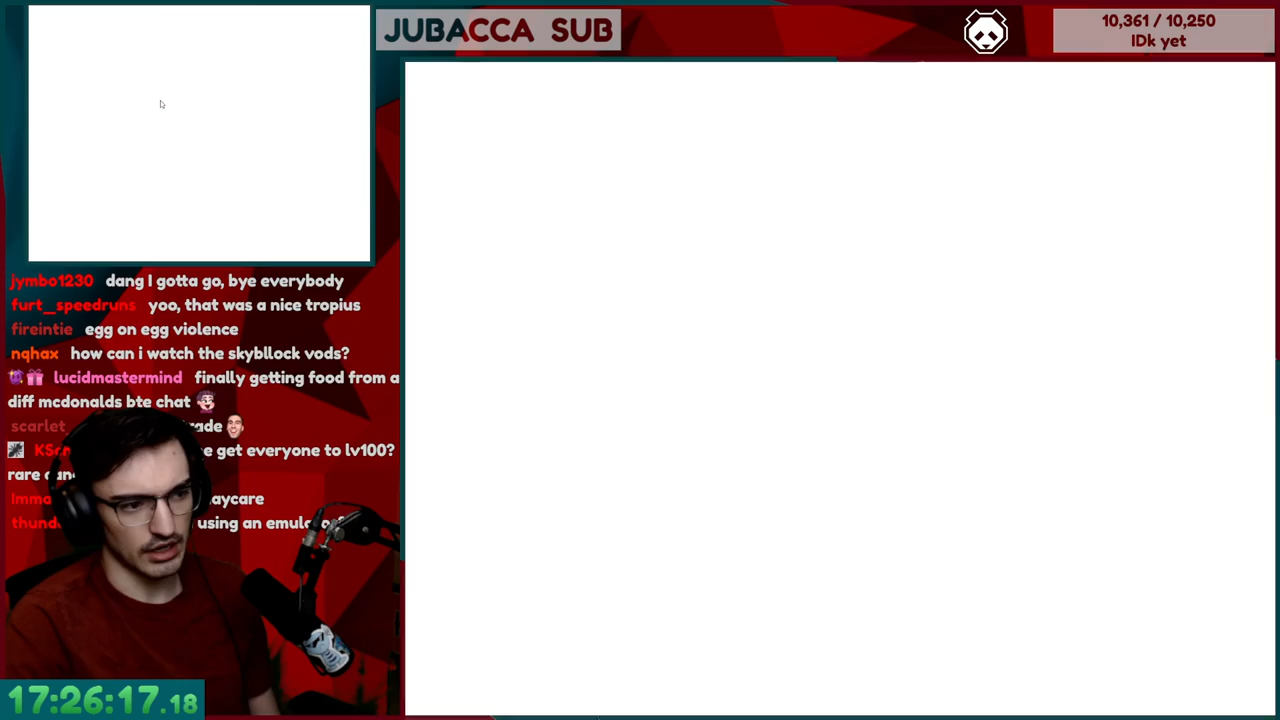 JUBACCA SUB
10,361 / 10,250
IDk yet
jymbo1230 dang I gotta go, bye everybody
furt__speedruns yoo, that was a nice tropius
fireintie egg on egg violence
nqhax how can i watch the skybllock vods?
lucidmastermind finally getting food from a
diff mcdonalds bte chat
scarlet
get everyone to lv100?
rare
using an
17:26:17.18